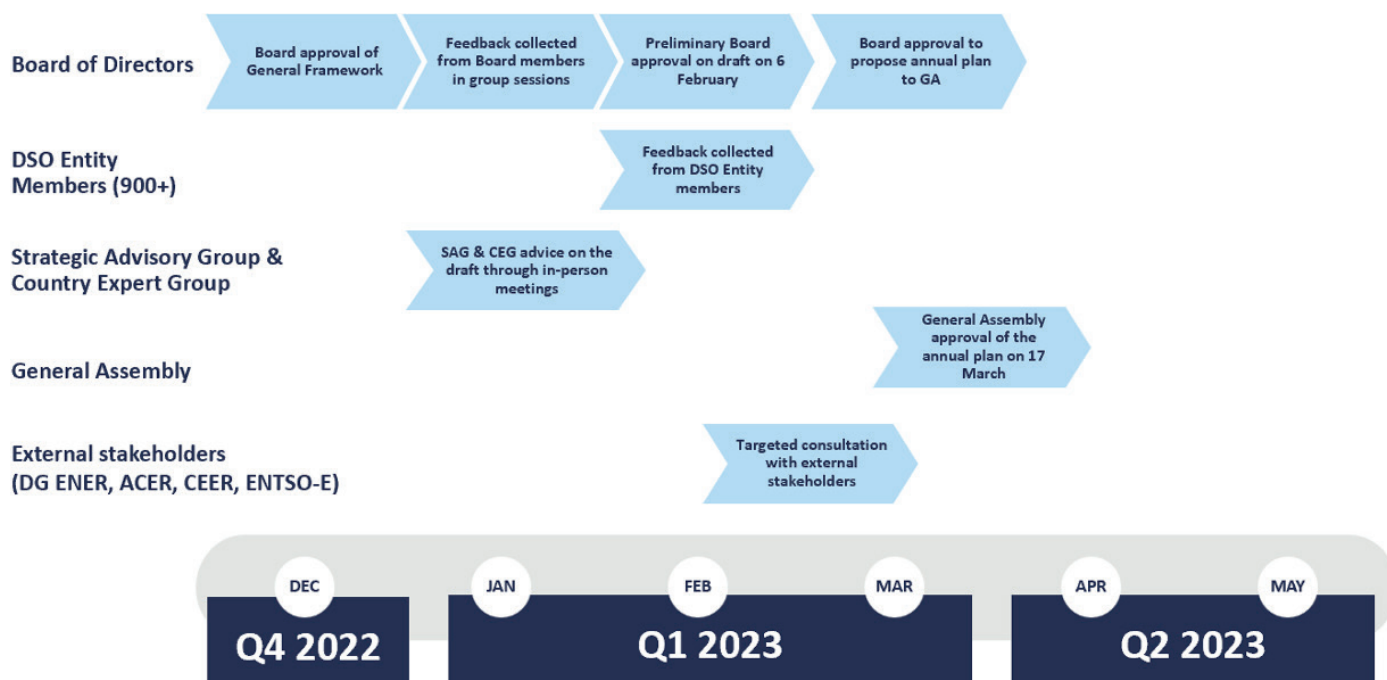 Board of Directors
Board approval of
General Framework
Feedback collected
from Board members
in group sessions
Preliminary Board
approval on draft on 6
February
Board approval to
propose annual plan
to GA
DSO Entity
Members (900+)
Feedback collected
from DSO Entity
members
Strategic Advisory Group &
Country Expert Group
SAG & CEG advice on the
draft through in-person
meetings
General Assembly
General Assembly
approval of the
annual plan on 17
March
External stakeholders
(DG ENER, ACER, CEER, ENTSO-E)
Targeted consultation
with external
stakeholders
DEC
JAN
FEB
MAR
APR
MAY
Q4 2022
Q1 2023
Q2 2023